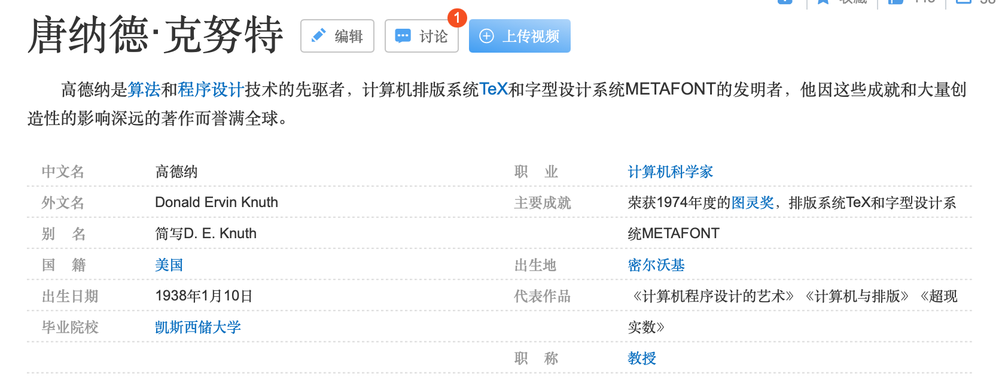 唐纳德·克努特
编辑
讨论
1
上传视频
高德纳是算法和程序设计技术的先驱者，计算机排版系统TeX和字型设计系统METAFONT的发明者，他因这些成就和大量创
造性的影响深远的著作而誉满全球。
中文名 高德纳
外文名 Donald Ervin Knuth
别 名 简写D. E. Knuth
国 籍 美国
出生日期 1938年1月10日
毕业院校 凯斯西储大学
职 业 计算机科学家
主要成就 荣获1974年度的图灵奖，排版系统TeX和字型设计系
统METAFONT
出生地 密尔沃基
代表作品 《计算机程序设计的艺术》《计算机与排版》《超现
实数》
职 称 教授